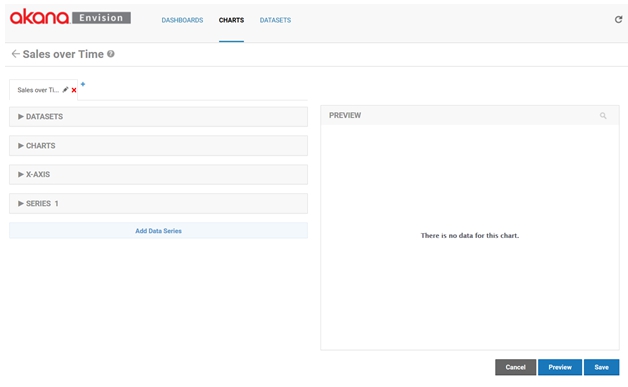 akana Envision
DASHBOARDS CHARTS DATASETS
Sales over Time
Sales over Ti...
DATASETS
CHARTS
X-AXIS
SERIES 1
Add Data Series
PREVIEW
There is no data for this chart.
Cancel Preview Save